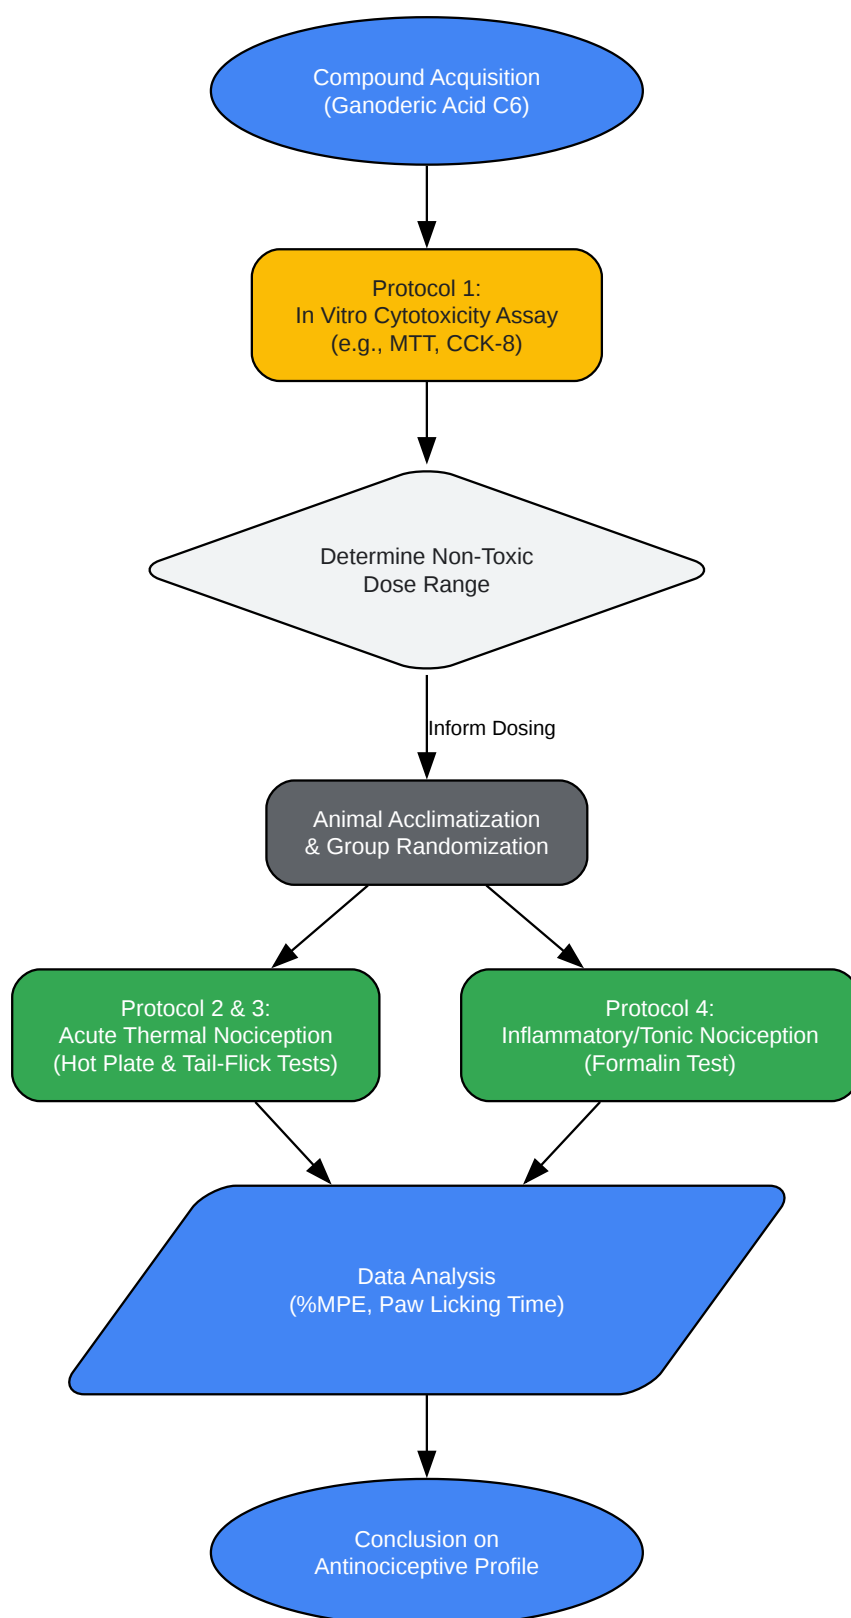 Compound Acquisition
(Ganoderic Acid C6)
Protocol 1:
In Vitro Cytotoxicity Assay
(e.g., MTT, CCK-8)
Determine Non-Toxic
Dose Range
Inform Dosing
Animal Acclimatization
& Group Randomization
Protocol 2 & 3:
Acute Thermal Nociception
(Hot Plate & Tail-Flick Tests)
Protocol 4:
Inflammatory/Tonic Nociception
(Formalin Test)
Data Analysis
(%MPE, Paw Licking Time)
Conclusion on
Antinociceptive Profile